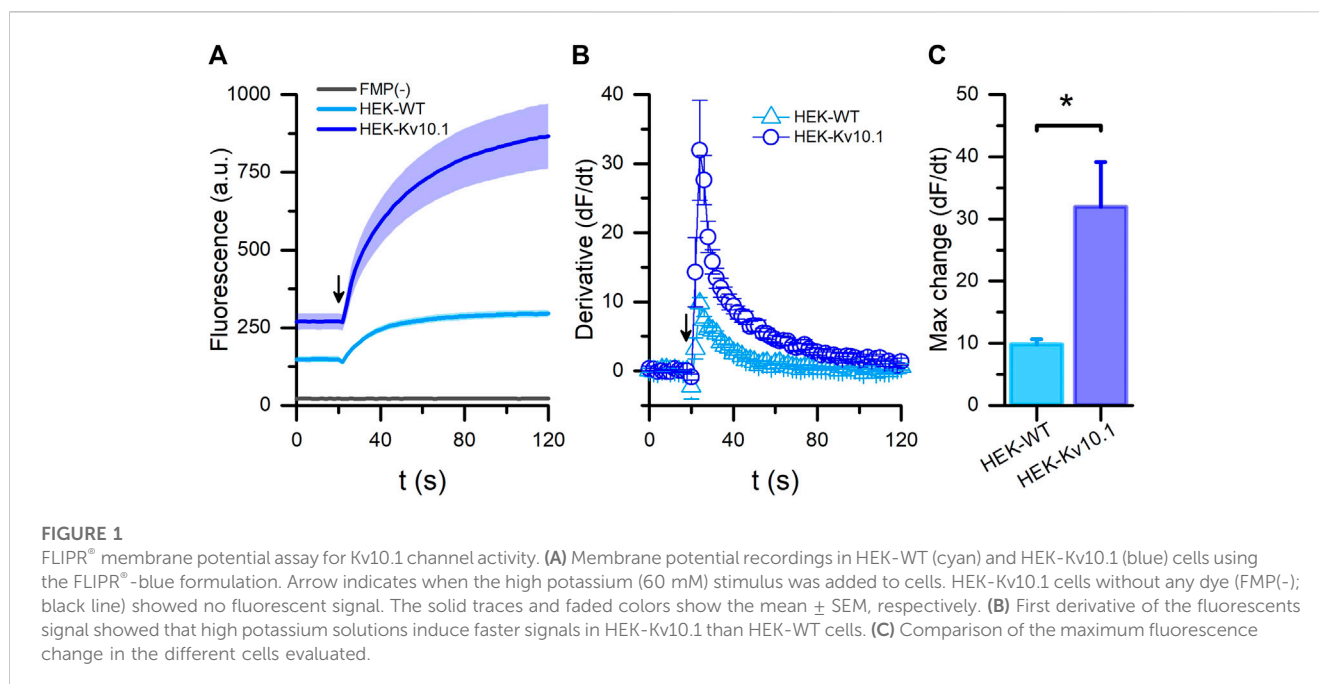 A
FMP(-)
HEK-WT
HEK-Kv10.1
1000
750
500
250
0
Fluorescence (a.u.)
0 40 80 120
t (s)
B
HEK-WT
HEK-Kv10.1
40
30
20
10
0
Derivative (dF/dt)
0 40 80 120
t (s)
C
*
50
40
30
20
10
0
Max change (dF/dt)
HEK-WT
HEK-Kv10.1
FIGURE 1
FLIPR® membrane potential assay for Kv10.1 channel activity. (A) Membrane potential recordings in HEK-WT (cyan) and HEK-Kv10.1 (blue) cells using
the FLIPR®-blue formulation. Arrow indicates when the high potassium (60 mM) stimulus was added to cells. HEK-Kv10.1 cells without any dye (FMP(-);
black line) showed no fluorescent signal. The solid traces and faded colors show the mean ± SEM, respectively. (B) First derivative of the fluorescents
signal showed that high potassium solutions induce faster signals in HEK-Kv10.1 than HEK-WT cells. (C) Comparison of the maximum fluorescence
change in the different cells evaluated.